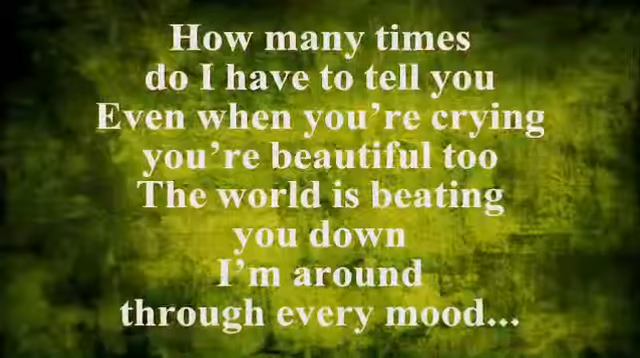 How many times
do I have to tell you
Even when you're crying
you're beautiful too
The world is beating
you down
I'm around
through every mood...